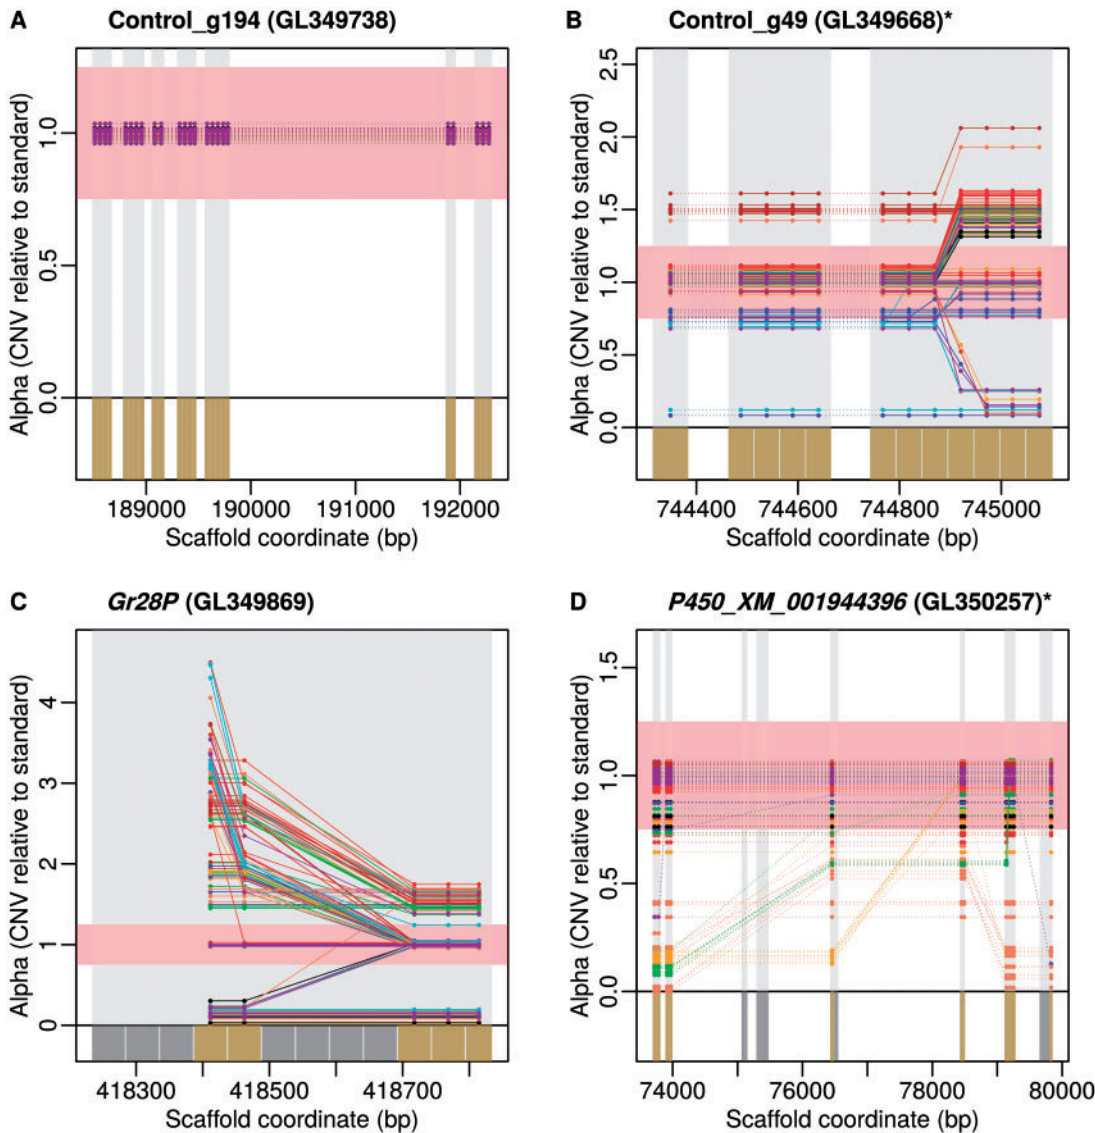 A Control_g194 (GL349738)
Alpha (CNV relative to standard)
0.0 0.5 1.0
189000 190000 191000 192000
Scaffold coordinate (bp)
B Control_g49 (GL349668)*
Alpha (CNV relative to standard)
0.0 0.5 1.0 1.5 2.0 2.5
744400 744600 744800 745000
Scaffold coordinate (bp)
C Gr28P (GL349869)
Alpha (CNV relative to standard)
0 1 2 3 4
418300 418500 418700
Scaffold coordinate (bp)
D P450_XM_001944396 (GL350257)*
Alpha (CNV relative to standard)
0.0 0.5 1.0 1.5
74000 76000 78000 80000
Scaffold coordinate (bp)